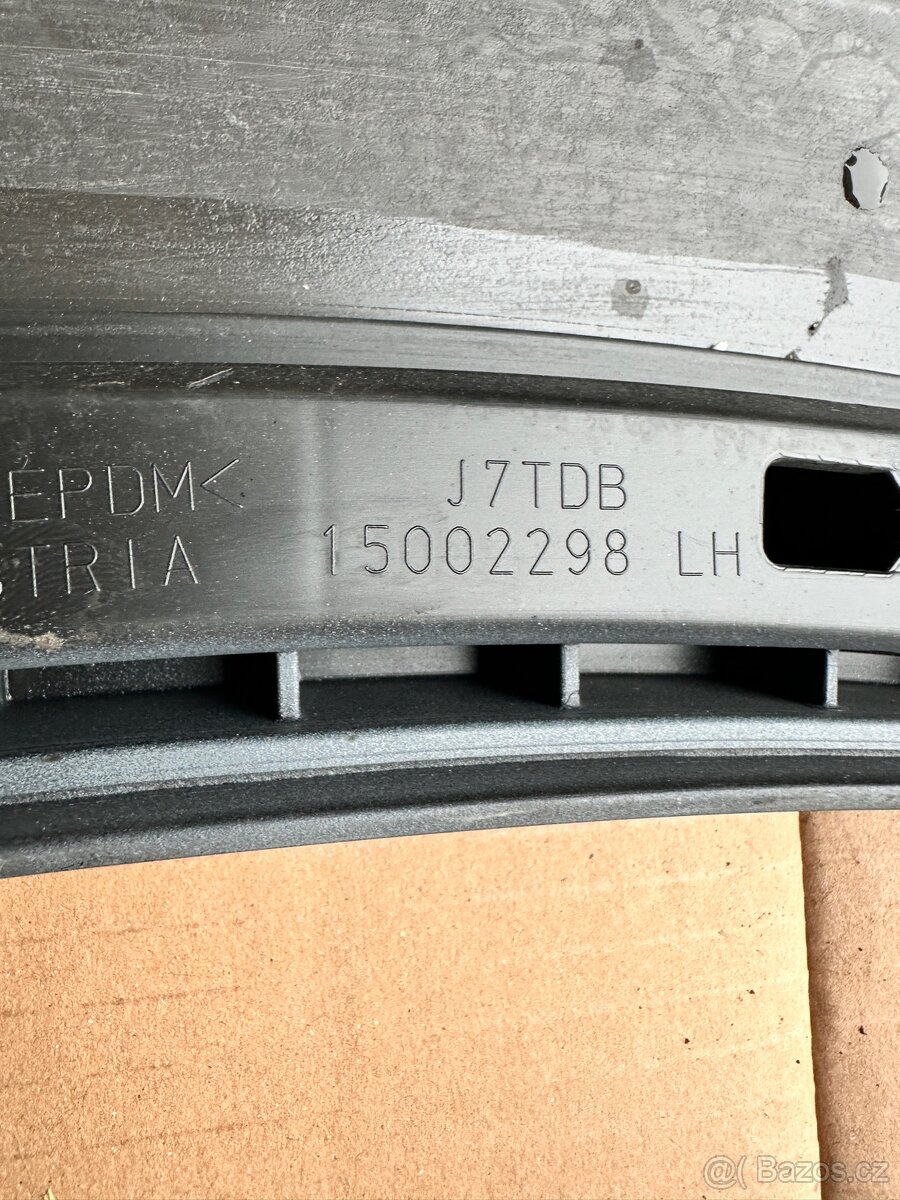 EPDM< J7TDB
STRIA 15002298 LH
@( Bazos.cz